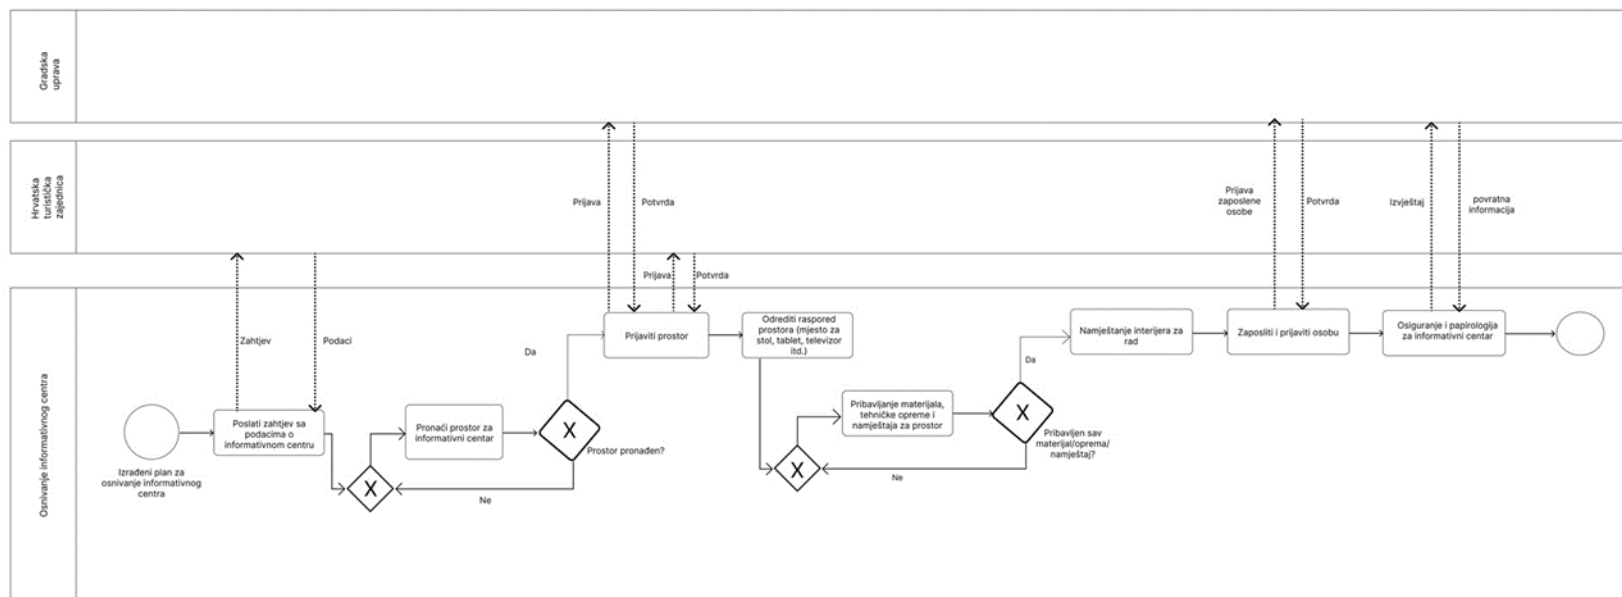 Gradska
uprava
Hrvatska
turistička
zajednica
Prijava
Potvrda
Prijava
zaposlene
osobe
Potvrda
Izvještaj
povratna
informacija
Prijava
Potvrda
Osnivanje informativnog centra
Zahtjev
Podaci
Izrađeni plan za
osnivanje informativnog
centra
Poslati zahtjev sa
podacima o
informativnom centru
X
Pronaći prostor za
informativni centar
X
Prostor pronađen?
Da
Ne
Prijaviti prostor
Odrediti raspored
prostora (mjesto za
stol, tablet, televizor
itd.)
X
Pribavljanje materijala,
tehničke opreme i
namještaja za prostor
X
Pribavljen sav
materijal/oprema/
namještaj?
Da
Ne
Namještanje interijera za
rad
Zaposliti i prijaviti osobu
Osiguranje i papirologija
za informativni centar